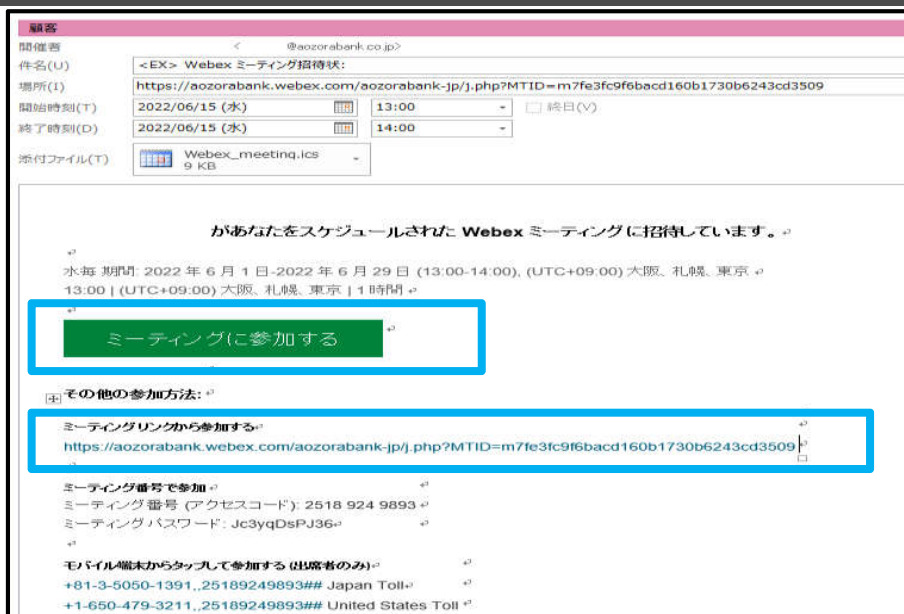 顧客
開催者 < @aozorabank.co.jp>
件名(U) <EX> Webex ミーティング招待状:
場所(I) https://aozorabank.webex.com/aozorabank-jp/j.php?MTID=m7fe3fc9f6bacd160b1730b6243cd3509
開始時刻(T) 2022/06/15 (水) 13:00 終日(V)
終了時刻(D) 2022/06/15 (水) 14:00
添付ファイル(T) Webex_meeting.ics
9 KB
があなたをスケジュールされた Webex ミーティングに招待しています。
水毎 期間: 2022 年 6 月 1 日-2022 年 6 月 29 日 (13:00-14:00), (UTC+09:00) 大阪、札幌、東京
13:00 | (UTC+09:00) 大阪、札幌、東京 | 1 時間
ミーティングに参加する
その他の参加方法:
ミーティングリンクから参加する
https://aozorabank.webex.com/aozorabank-jp/j.php?MTID=m7fe3fc9f6bacd160b1730b6243cd3509
ミーティング番号で参加
ミーティング番号 (アクセスコード): 2518 924 9893
ミーティングパスワード: Jc3yqDsPJ36
モバイル端末からタップして参加する (出席者のみ)
+81-3-5050-1391,,25189249893## Japan Toll
+1-650-479-3211,,25189249893## United States Toll